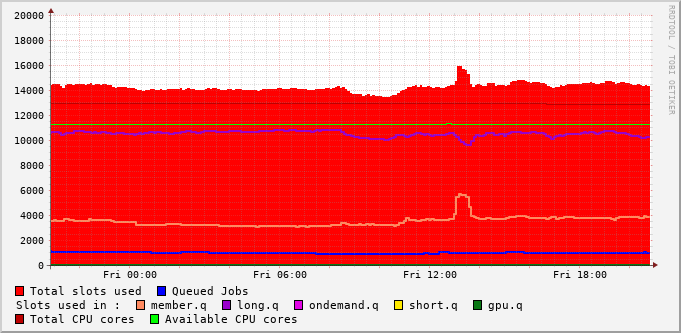 20000
18000
16000
14000
12000
10000
8000
6000
4000
2000
0
Fri 00:00 Fri 06:00 Fri 12:00 Fri 18:00
RRDTOOL / TOBI OETIKER
Total slots used Queued Jobs
Slots used in : member.q long.q ondemand.q short.q gpu.q
Total CPU cores Available CPU cores